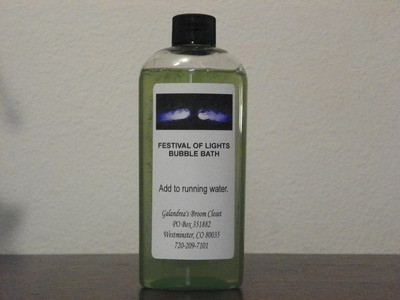 FESTIVAL OF LIGHTS
BUBBLE BATH
Add to running water.
Galandrea's Broom Closet
PO Box 351882
Westminster, CO 80035
720-209-7101